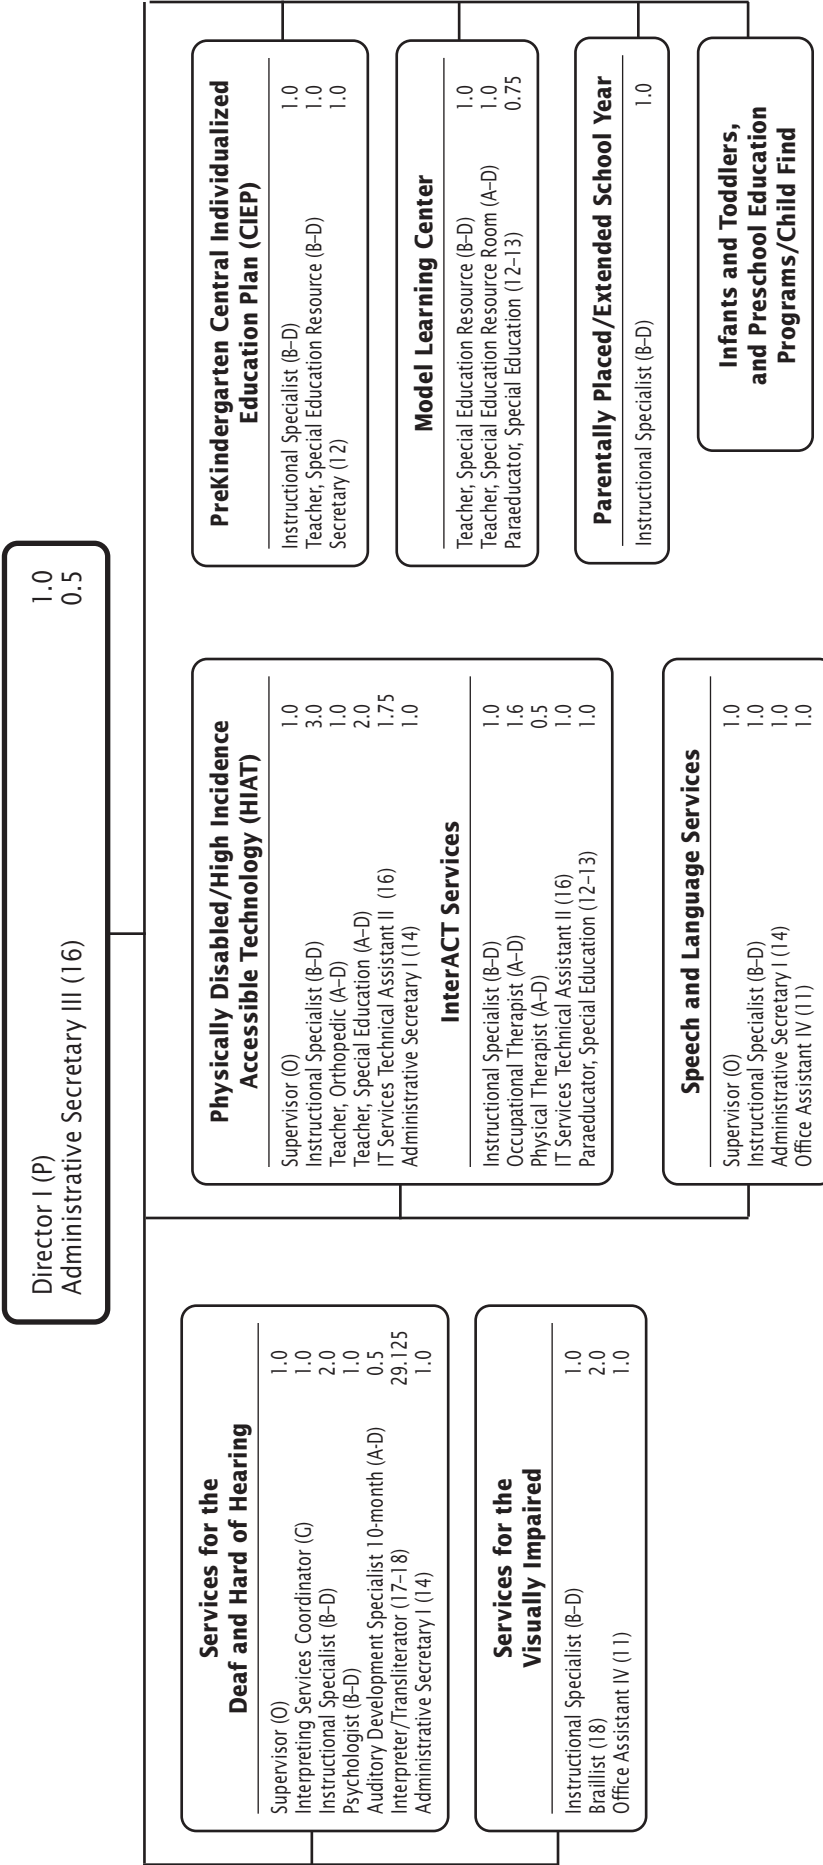 Director I (P) 1.0
Administrative Secretary III (16) 0.5
Services for the
Deaf and Hard of Hearing
Supervisor (O) 1.0
Interpreting Services Coordinator (G) 1.0
Instructional Specialist (B–D) 2.0
Psychologist (B–D) 1.0
Auditory Development Specialist 10-month (A-D) 0.5
Interpreter/Transliterator (17–18) 29.125
Administrative Secretary I (14) 1.0
Services for the
Visually Impaired
Instructional Specialist (B–D) 1.0
Braillist (18) 2.0
Office Assistant IV (11) 1.0
Physically Disabled/High Incidence
Accessible Technology (HIAT)
Supervisor (O) 1.0
Instructional Specialist (B–D) 3.0
Teacher, Orthopedic (A–D) 1.0
Teacher, Special Education (A–D) 2.0
IT Services Technical Assistant II (16) 1.75
Administrative Secretary I (14) 1.0
InterACT Services
Instructional Specialist (B–D) 1.0
Occupational Therapist (A–D) 1.6
Physical Therapist (A–D) 0.5
IT Services Technical Assistant II (16) 1.0
Paraeducator, Special Education (12–13) 1.0
Speech and Language Services
Supervisor (O) 1.0
Instructional Specialist (B–D) 1.0
Administrative Secretary I (14) 1.0
Office Assistant IV (11) 1.0
PreKindergarten Central Individualized
Education Plan (CIEP)
Instructional Specialist (B–D) 1.0
Teacher, Special Education Resource (B–D) 1.0
Secretary (12) 1.0
Model Learning Center
Teacher, Special Education Resource (B–D) 1.0
Teacher, Special Education Resource Room (A–D) 1.0
Paraeducator, Special Education (12–13) 0.75
Parentally Placed/Extended School Year
Instructional Specialist (B–D) 1.0
Infants and Toddlers,
and Preschool Education
Programs/Child Find